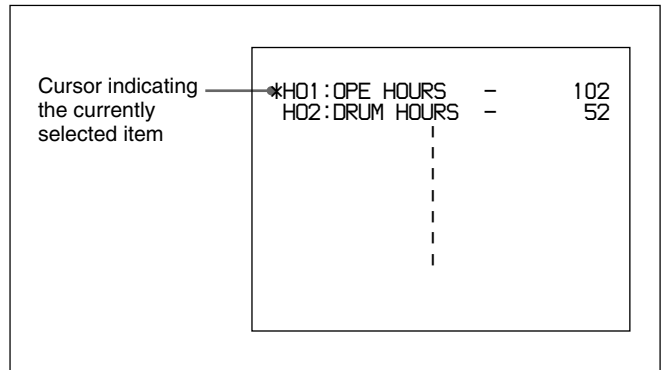 Cursor indicating
the currently
selected item
*H01:OPE HOURS - 102
H02:DRUM HOURS - 52